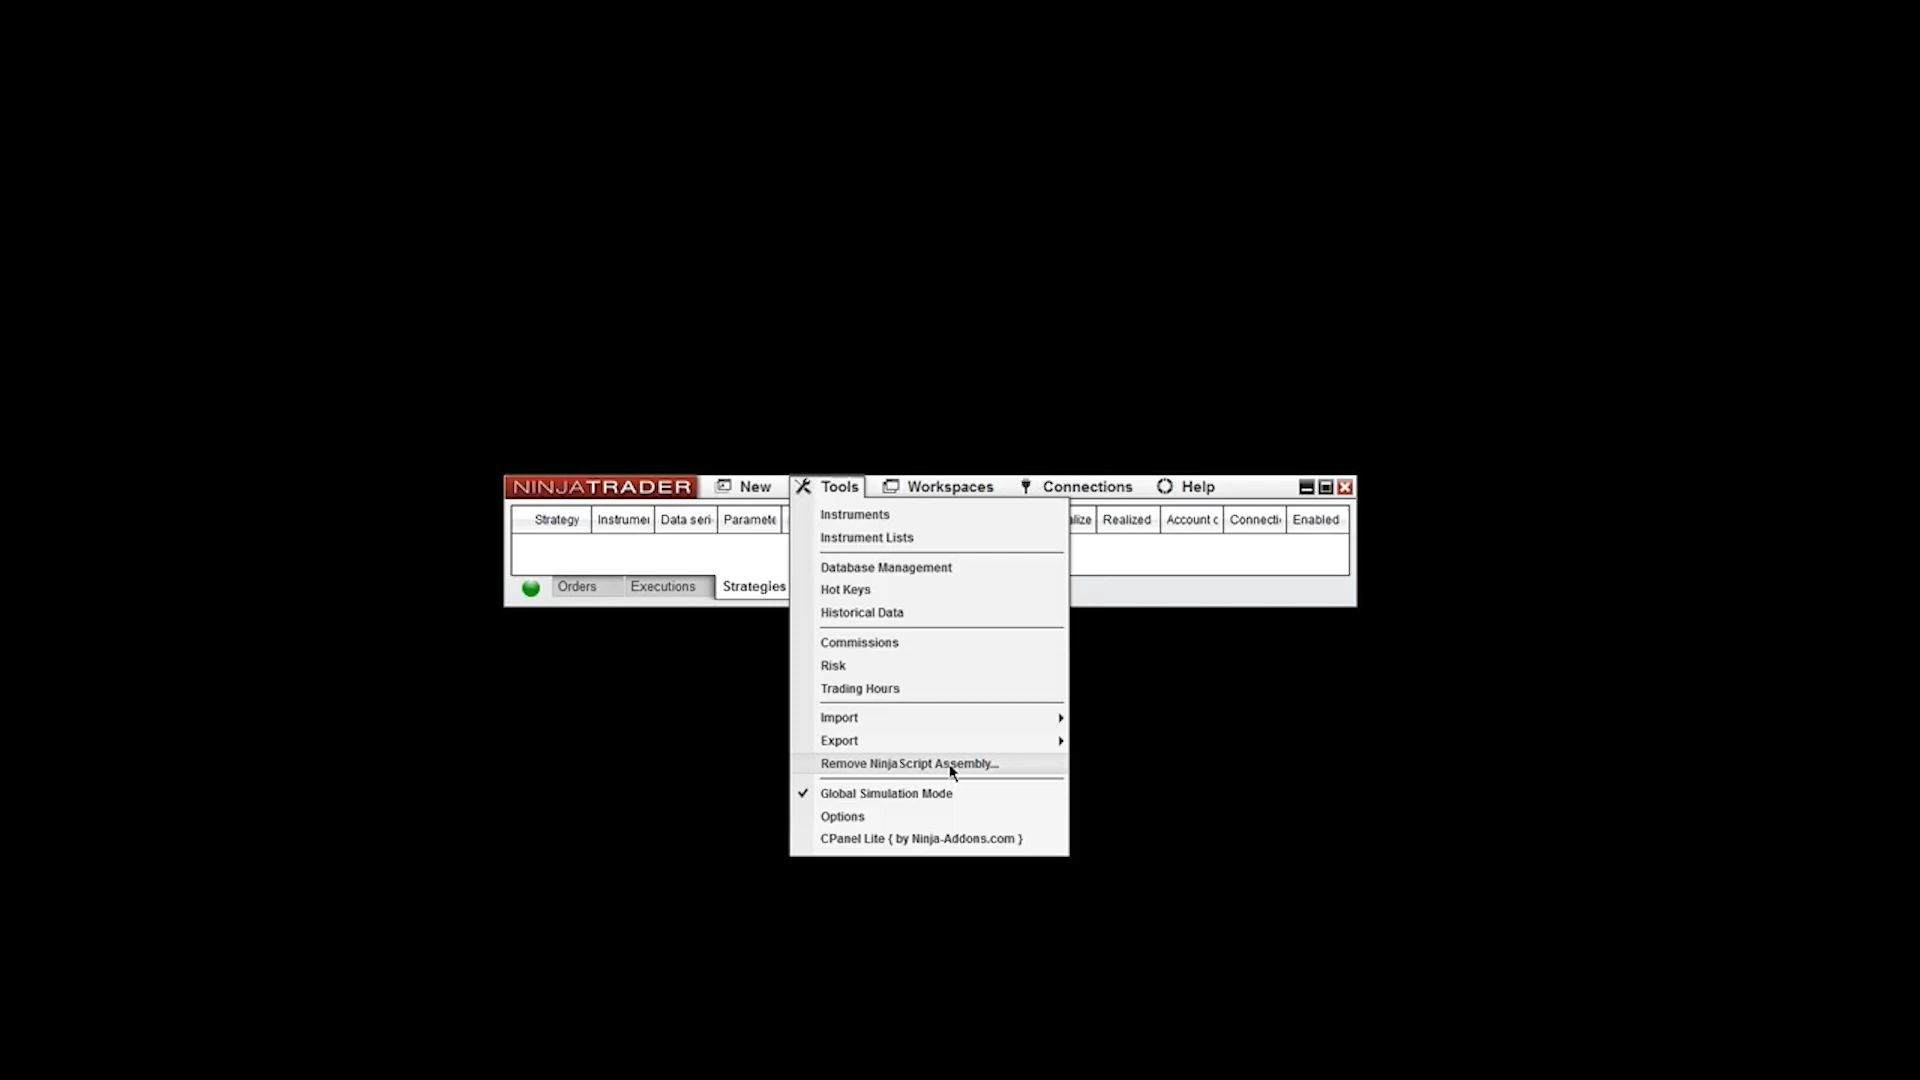 NINJATRADER New Tools Workspaces Connections Help
Strategy Instrumer Data seri Paramete alize Realized Account c Connecti Enabled
Orders Executions Strategies
Instruments
Instrument Lists
Database Management
Hot Keys
Historical Data
Commissions
Risk
Trading Hours
Import
Export
Remove NinjaScript Assembly...
Global Simulation Mode
Options
CPanel Lite { by Ninja-Addons.com }